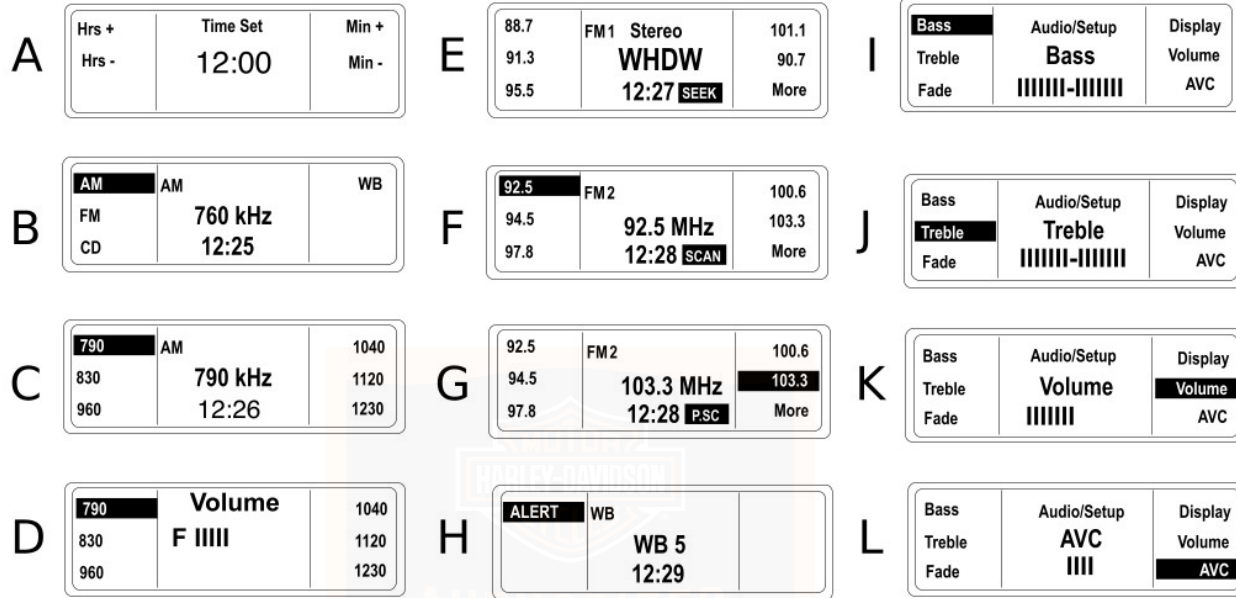 A
Hrs + Time Set Min +
Hrs - 12:00 Min -
B
AM AM WB
FM 760 kHz
CD 12:25
C
790 AM 1040
830 790 kHz 1120
960 12:26 1230
D
790 Volume 1040
830 F IIIII 1120
960 1230
E
88.7 FM1 Stereo 101.1
91.3 WHDW 90.7
95.5 12:27 SEEK More
F
92.5 FM2 100.6
94.5 92.5 MHz 103.3
97.8 12:28 SCAN More
G
92.5 FM2 100.6
94.5 103.3 MHz 103.3
97.8 12:28 P.SC More
H
ALERT WB
WB 5
12:29
I
Bass Audio/Setup Display
Treble Bass Volume
Fade IIIIIII-IIIIIII AVC
J
Bass Audio/Setup Display
Treble Treble Volume
Fade IIIIIII-IIIIIII AVC
K
Bass Audio/Setup Display
Treble Volume Volume
Fade IIIIIII AVC
L
Bass Audio/Setup Display
Treble AVC Volume
Fade IIII AVC
MOTOR
HARLEY-DAVIDSON